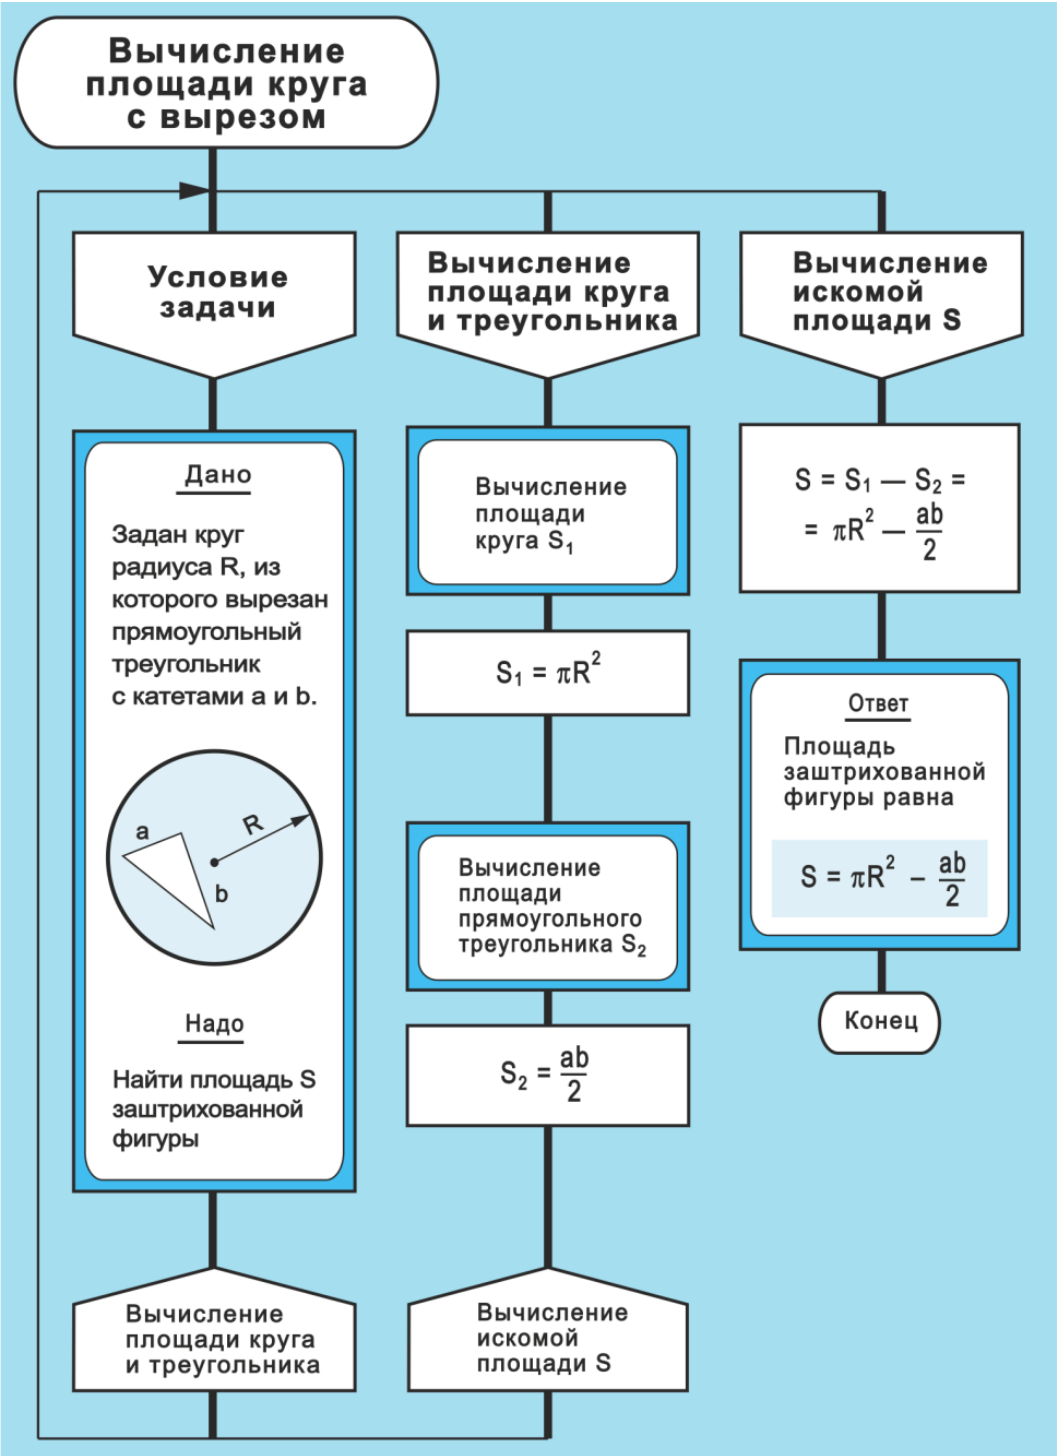 Вычисление
площади круга
с вырезом
Условие
задачи
Дано
Задан круг
радиуса R, из
которого вырезан
прямоугольный
треугольник
с катетами a и b.
a
R
b
Надо
Найти площадь S
заштрихованной
фигуры
Вычисление
площади круга
и треугольника
Вычисление
площади круга
и треугольника
Вычисление
площади
круга S₁
S₁ = πR²
Вычисление
площади
прямоугольного
треугольника S₂
S₂ = ab/2
Вычисление
искомой
площади S
Вычисление
искомой
площади S
S = S₁ — S₂ =
= πR² — ab/2
Ответ
Площадь
заштрихованной
фигуры равна
S = πR² – ab/2
Конец